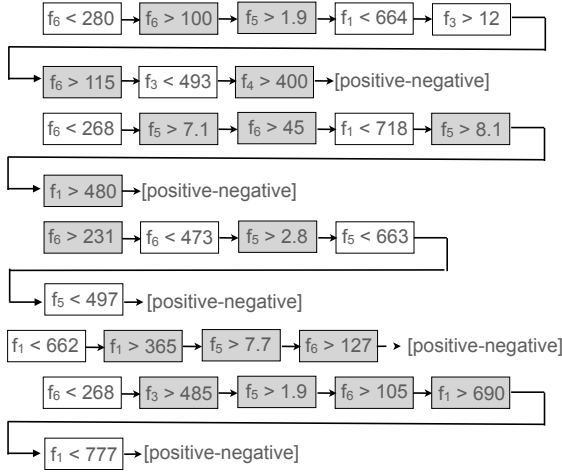 f₆ < 280 f₆ > 100 f₅ > 1.9 f₁ < 664 f₃ > 12
f₆ > 115 f₃ < 493 f₄ > 400 [positive-negative]
f₆ < 268 f₅ > 7.1 f₆ > 45 f₁ < 718 f₅ > 8.1
f₁ > 480 [positive-negative]
f₆ > 231 f₆ < 473 f₅ > 2.8 f₅ < 663
f₅ < 497 [positive-negative]
f₁ < 662 f₁ > 365 f₅ > 7.7 f₆ > 127 [positive-negative]
f₆ < 268 f₃ > 485 f₅ > 1.9 f₆ > 105 f₁ > 690
f₁ < 777 [positive-negative]